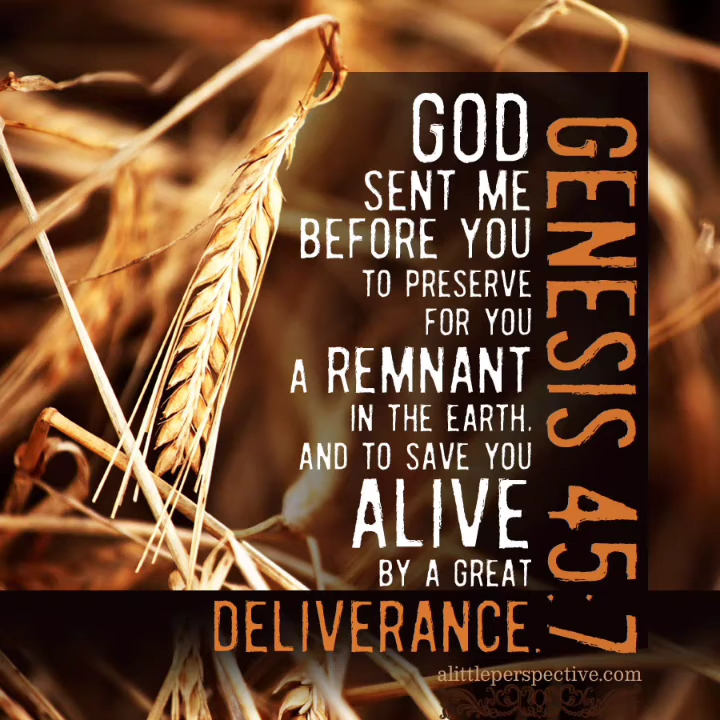 GOD
SENT ME
BEFORE YOU
TO PRESERVE
FOR YOU
A REMNANT
IN THE EARTH,
AND TO SAVE YOU
ALIVE
BY A GREAT
DELIVERANCE.
GENESIS 45:7
alittleperspective.com